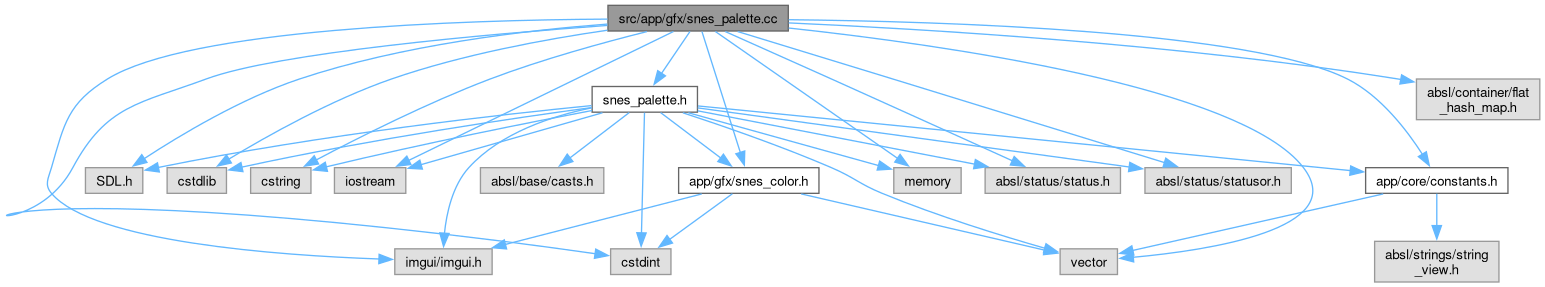 src/app/gfx/snes_palette.cc
snes_palette.h
absl/container/flat
_hash_map.h
SDL.h
cstdlib
cstring
iostream
absl/base/casts.h
app/gfx/snes_color.h
memory
absl/status/status.h
absl/status/statusor.h
app/core/constants.h
imgui/imgui.h
cstdint
vector
absl/strings/string
_view.h